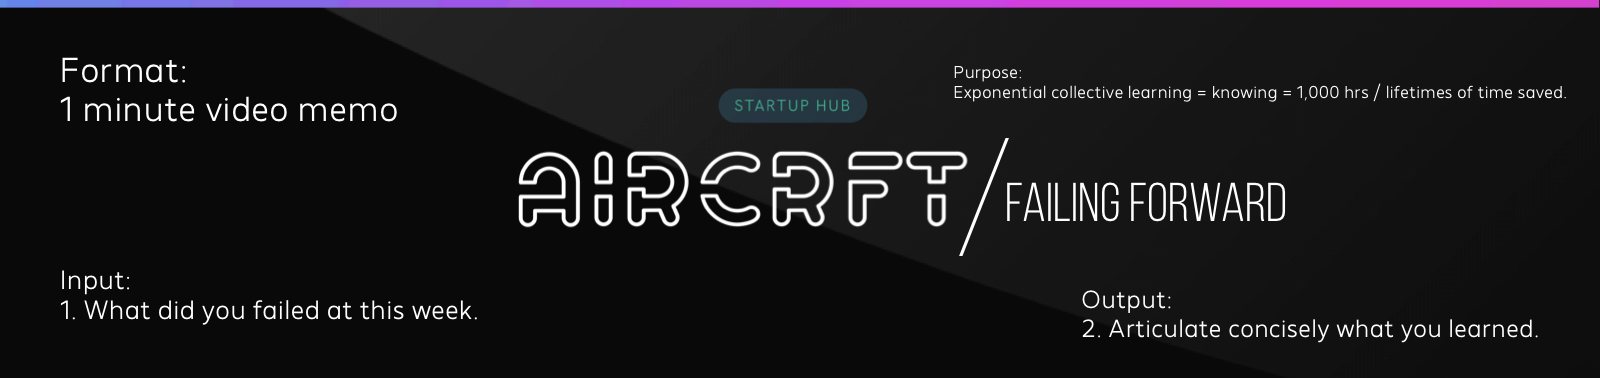 Format:
1 minute video memo
Purpose:
Exponential collective learning = knowing = 1,000 hrs / lifetimes of time saved.
STARTUP HUB
AIRCRFT / FAILING FORWARD
Input:
1. What did you failed at this week.
Output:
2. Articulate concisely what you learned.